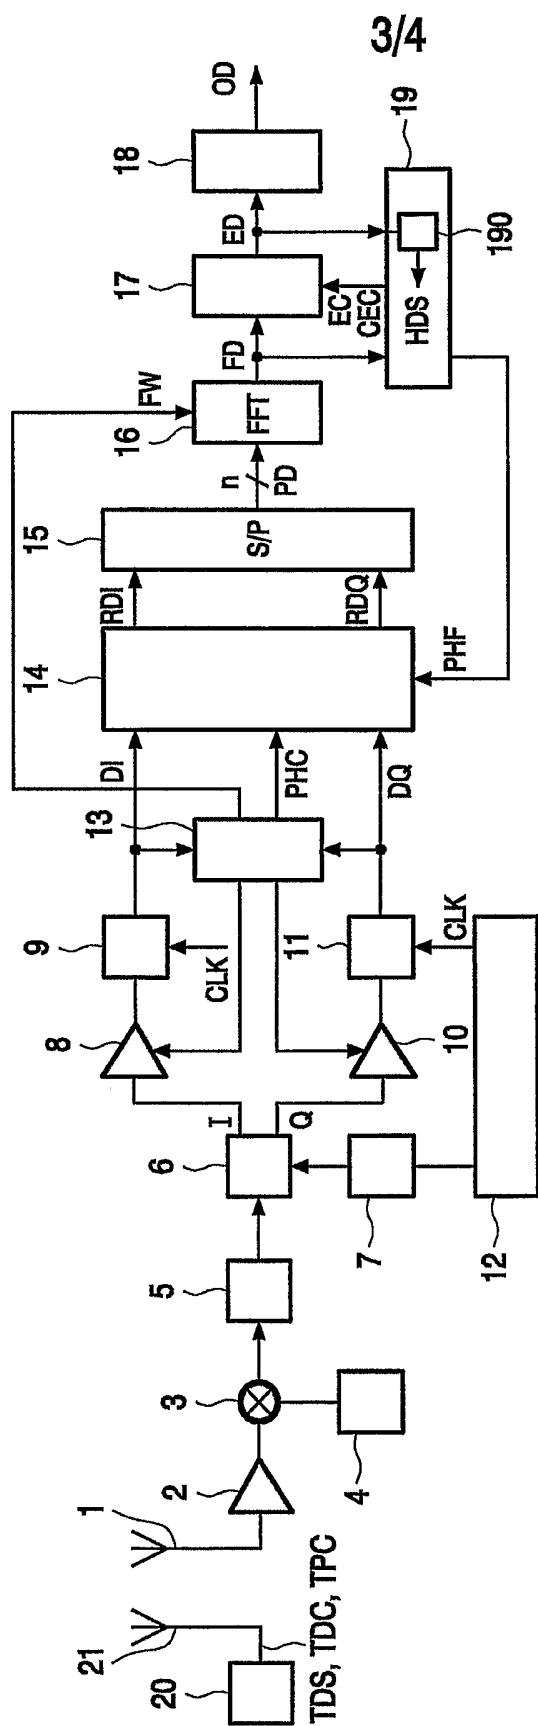 3/4
20
21
TDS, TDC, TPC
1
2
3
4
5
6
7
I
Q
8
9
CLK
10
11
CLK
12
13
DI
PHC
DQ
14
PHF
RDI
RDQ
15
S/P
n
PD
16
FFT
FW
FD
17
EC
CEC
ED
18
OD
19
HDS
190